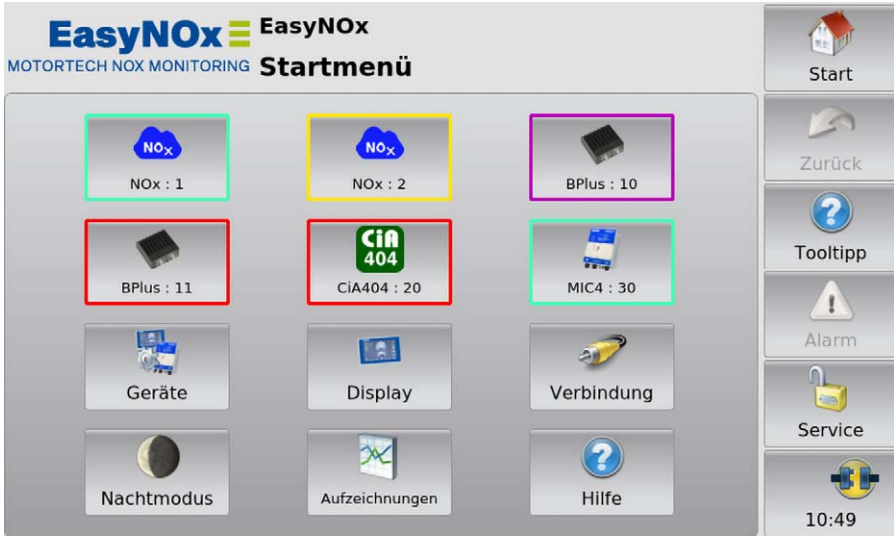 EasyNOx
MOTORTECH NOX MONITORING
EasyNOx
Startmenü
NOx
NOx : 1
NOx
NOx : 2
BPlus : 10
BPlus : 11
CiA
404
CiA404 : 20
MIC4 : 30
Geräte
Display
Verbindung
Nachtmodus
Aufzeichnungen
Hilfe
Start
Zurück
Tooltipp
Alarm
Service
10:49